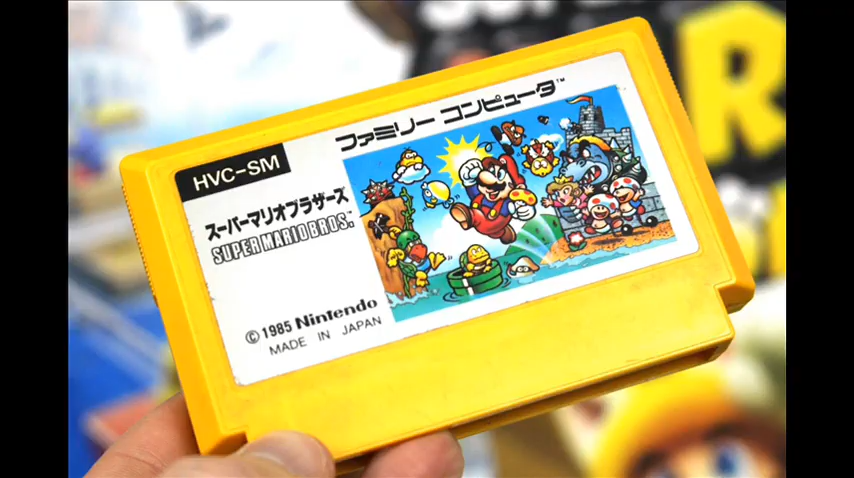 ファミリー コンピュータ™
HVC-SM
スーパーマリオブラザーズ
SUPER MARIO BROS.™
©1985 Nintendo
MADE IN JAPAN
R